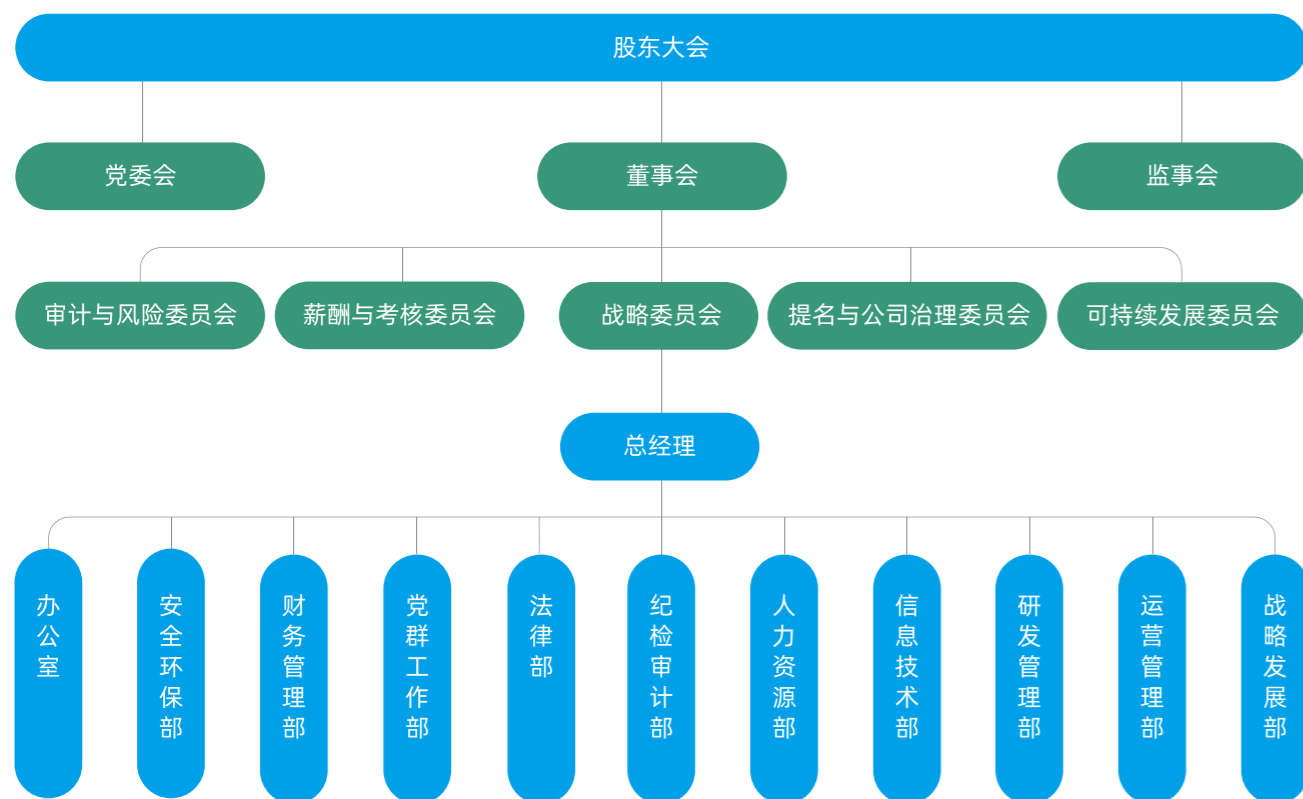 股东大会
党委会
董事会
监事会
审计与风险委员会
薪酬与考核委员会
战略委员会
提名与公司治理委员会
可持续发展委员会
总经理
办公室
安全环保部
财务管理部
党群工作部
法律部
纪检审计部
人力资源部
信息技术部
研发管理部
运营管理部
战略发展部